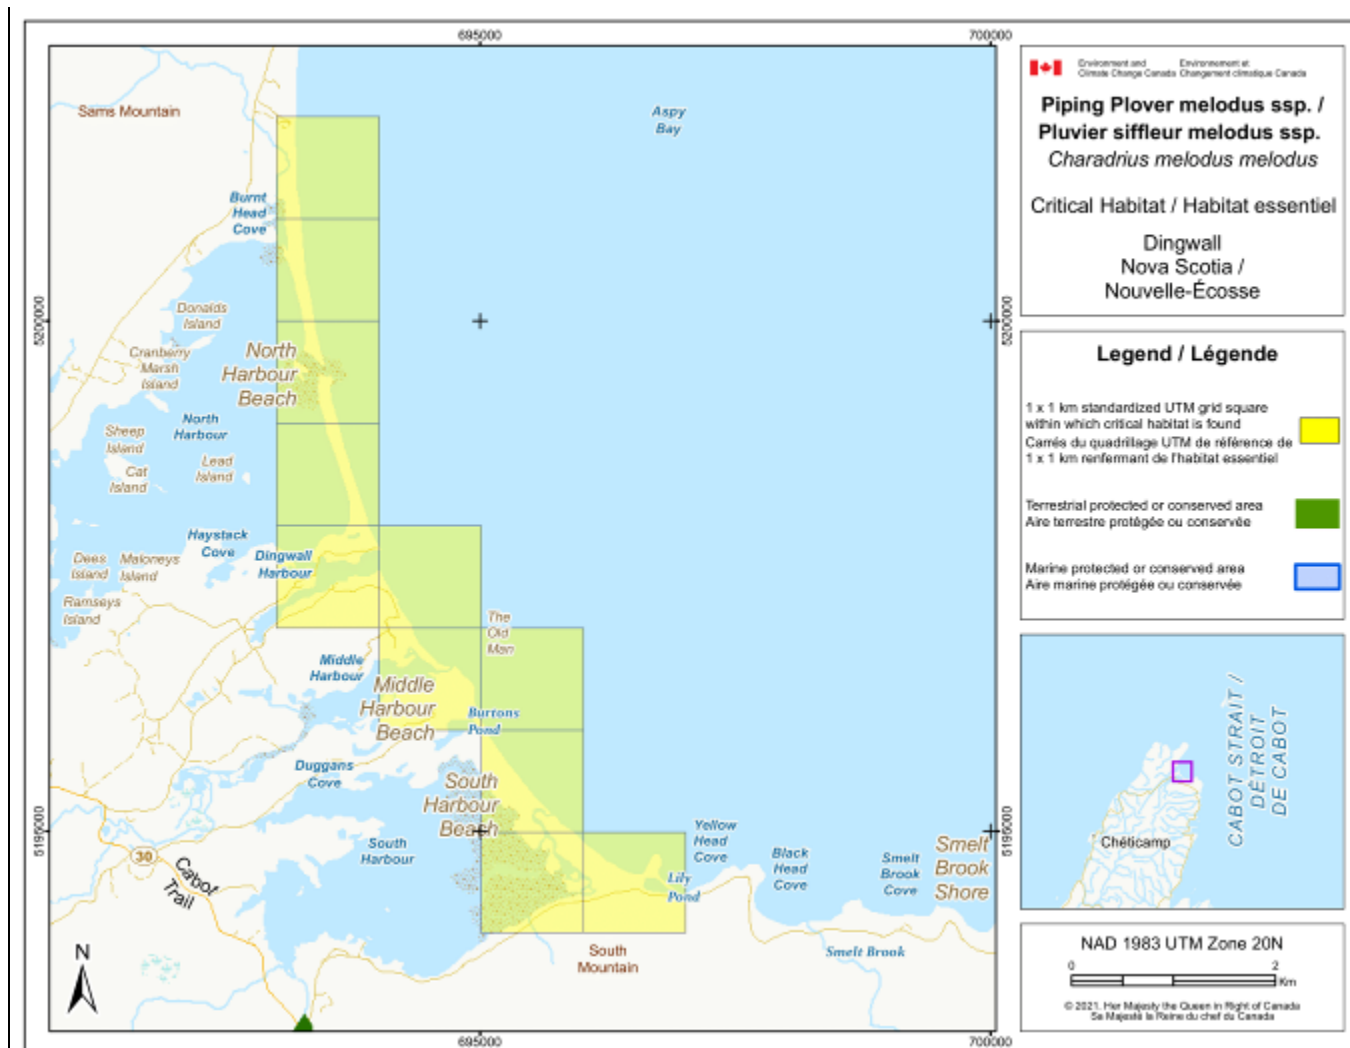 695000
700000
Sams Mountain
Aspy
Bay
Burnt
Head
Cove
5200000
5200000
Donalds
Island
Cranberry
Marsh
Island
North
Harbour
Beach
North
Harbour
Sheep
Island
Cat
Island
Lead
Island
Haystack
Cove
Dingwall
Harbour
Dees
Island
Maloneys
Island
Ramseys
Island
The
Old
Man
Middle
Harbour
Middle
Harbour
Beach
Burtons
Pond
Duggans
Cove
South
Harbour
Beach
5195000
5195000
South
Harbour
Yellow
Head
Cove
Black
Head
Cove
Smelt
Brook
Cove
Smelt
Brook
Shore
Lily
Pond
30
Cabot
Trail
South
Mountain
Smelt Brook
N
695000
700000
Environment and
Climate Change Canada
Environnement et
Changement climatique Canada
Piping Plover melodus ssp. /
Pluvier siffleur melodus ssp.
Charadrius melodus melodus
Critical Habitat / Habitat essentiel
Dingwall
Nova Scotia /
Nouvelle-Écosse
Legend / Légende
1 x 1 km standardized UTM grid square
within which critical habitat is found
Carrés du quadrillage UTM de référence de
1 x 1 km renfermant de l'habitat essentiel
Terrestrial protected or conserved area
Aire terrestre protégée ou conservée
Marine protected or conserved area
Aire marine protégée ou conservée
CABOT STRAIT /
DÉTROIT
DE CABOT
Chéticamp
NAD 1983 UTM Zone 20N
0 2
Km
© 2021. Her Majesty the Queen in Right of Canada
Sa Majesté la Reine du chef du Canada